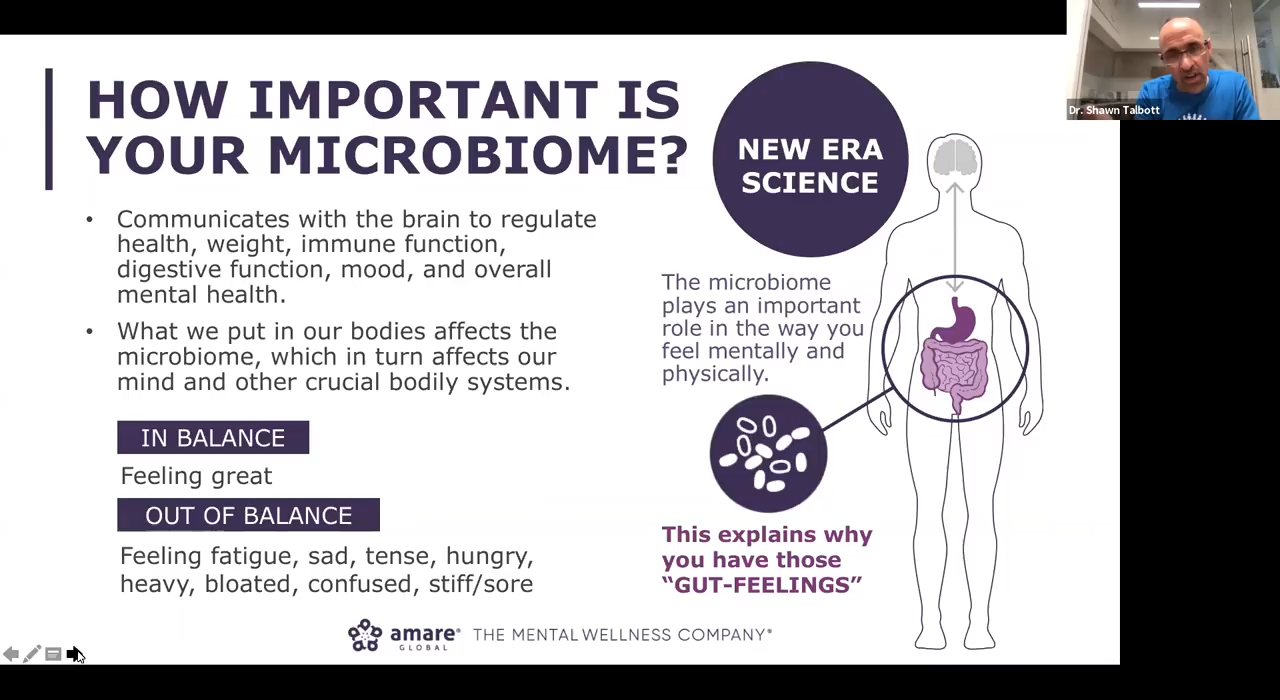 HOW IMPORTANT IS
YOUR MICROBIOME?
• Communicates with the brain to regulate
health, weight, immune function,
digestive function, mood, and overall
mental health.
• What we put in our bodies affects the
microbiome, which in turn affects our
mind and other crucial bodily systems.
IN BALANCE
Feeling great
OUT OF BALANCE
Feeling fatigue, sad, tense, hungry,
heavy, bloated, confused, stiff/sore
NEW ERA
SCIENCE
The microbiome
plays an important
role in the way you
feel mentally and
physically.
This explains why
you have those
“GUT-FEELINGS”
amare® THE MENTAL WELLNESS COMPANY®
GLOBAL
Dr. Shawn Talbott